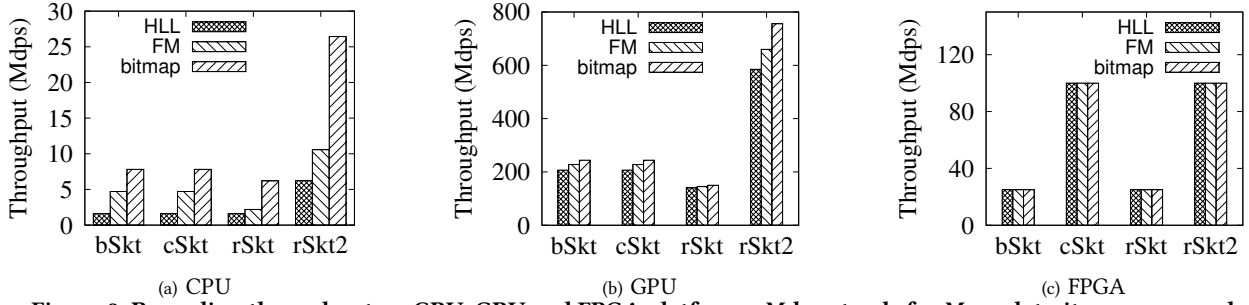 Throughput (Mdps)
30
25
20
15
10
5
0
HLL
FM
bitmap
bSkt cSkt rSkt rSkt2
(a) CPU
Throughput (Mdps)
800
600
400
200
0
HLL
FM
bitmap
bSkt cSkt rSkt rSkt2
(b) GPU
Throughput (Mdps)
120
80
40
0
HLL
FM
bitmap
bSkt cSkt rSkt rSkt2
(c) FPGA